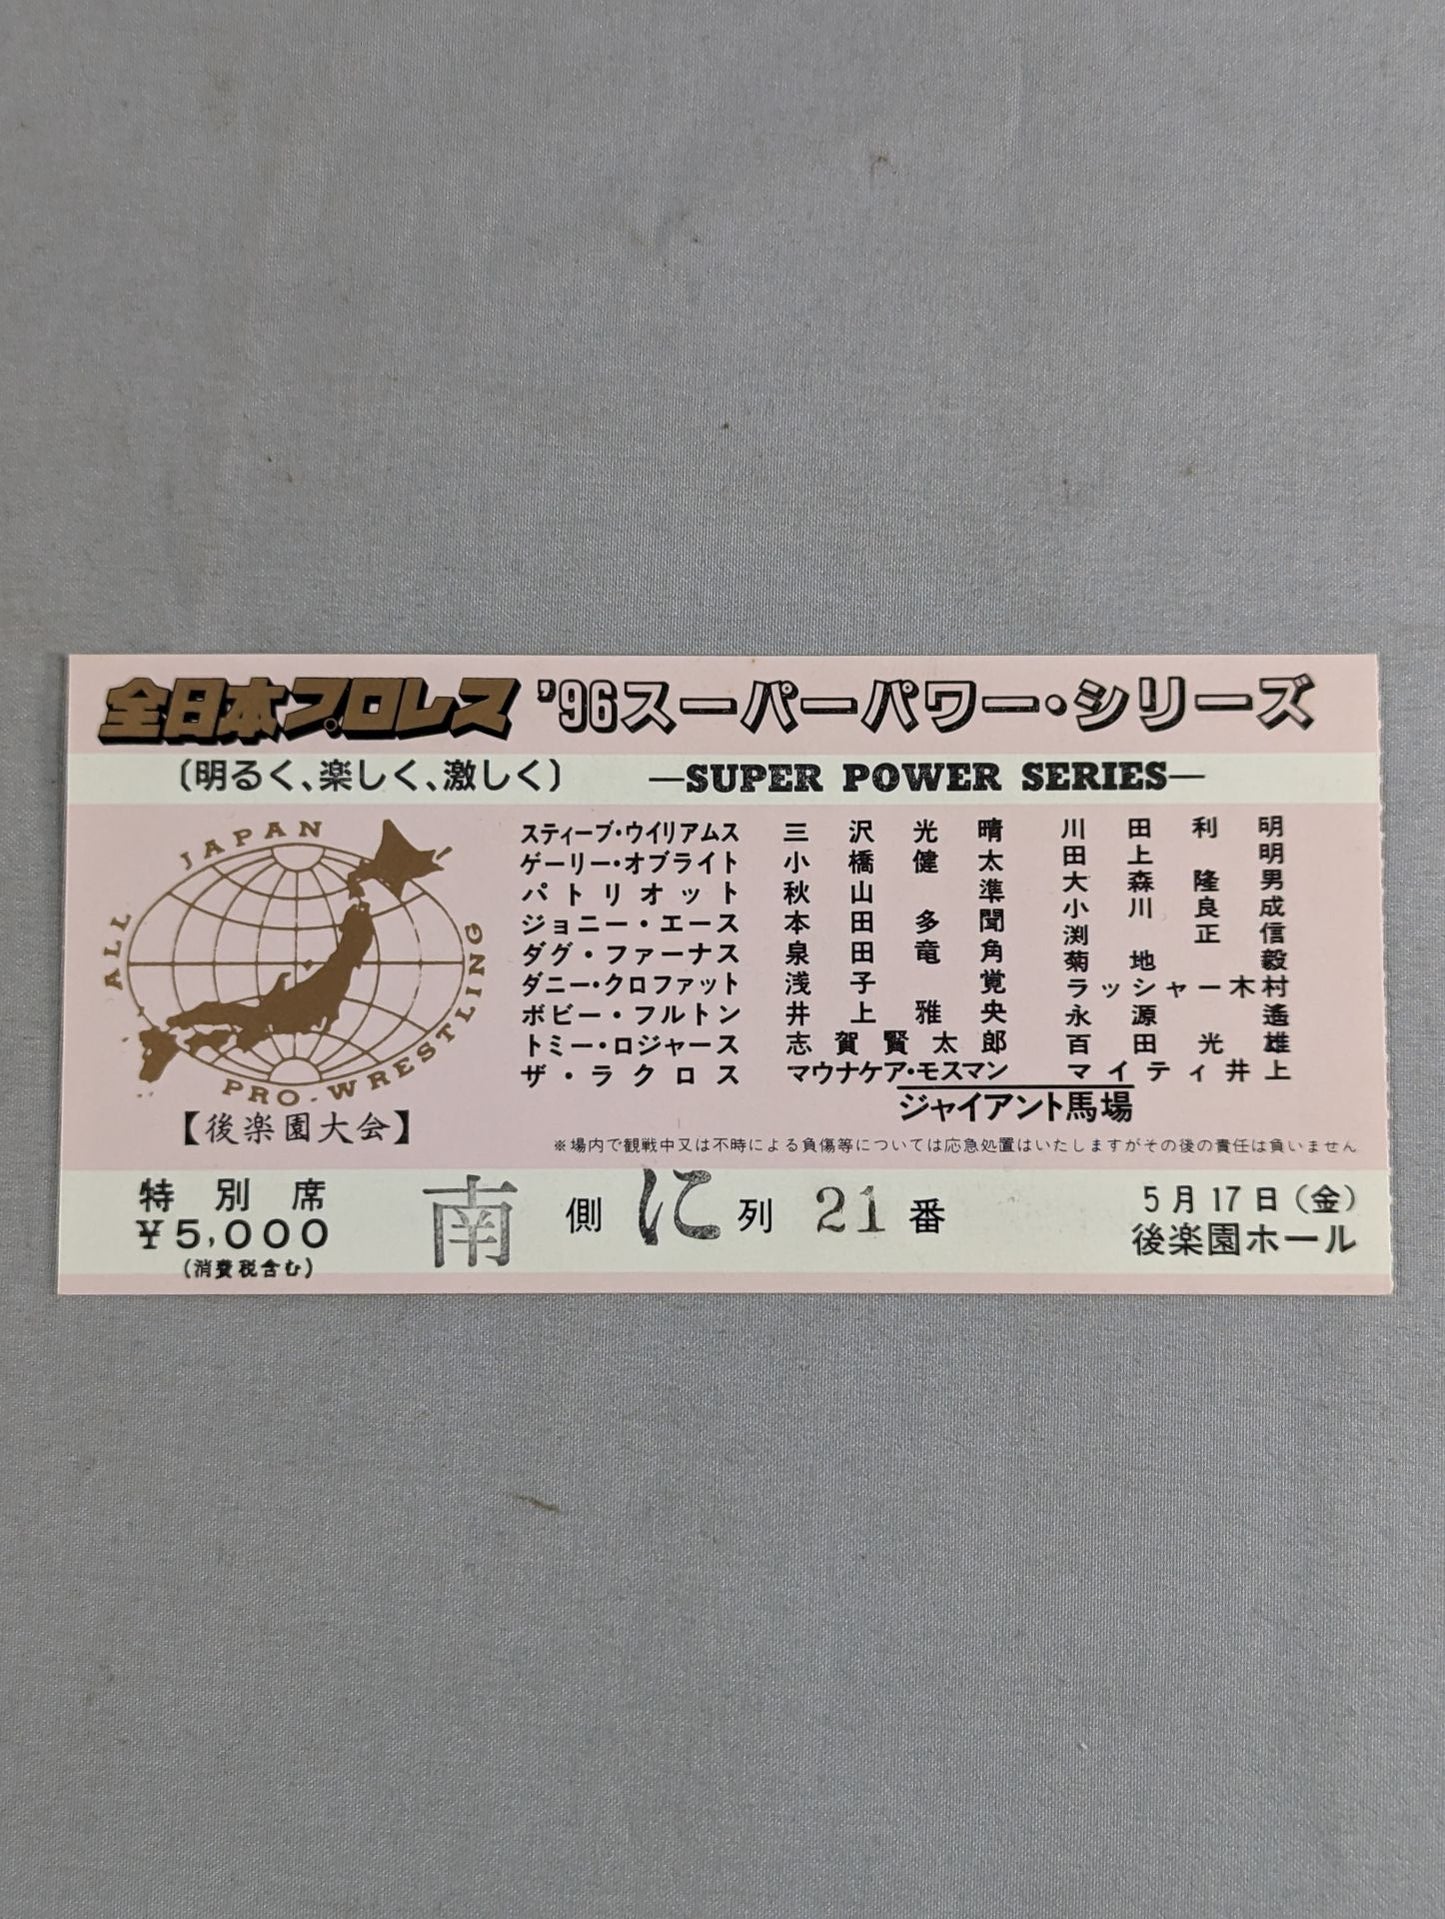 全日本プロレス '96スーパーパワー・シリーズ
〔明るく、楽しく、激しく〕 —SUPER POWER SERIES—
ALL JAPAN PRO-WRESTLING
【後楽園大会】
スティーブ・ウイリアムス
ゲーリー・オブライト
パトリオット
ジョニー・エース
ダグ・ファーナス
ダニー・クロファット
ボビー・フルトン
トミー・ロジャース
ザ・ラクロス
三沢光晴
小橋健太
秋山準
本田多聞
泉田竜角
浅子覚
井上雅央
志賀賢太郎
マウナケア・モスマン
川田利明
田上明
大森隆男
小川良成
渕正信
菊地毅
ラッシャー木村
永源遙
百田光雄
マイティ井上
ジャイアント馬場
※場内で観戦中又は不時による負傷等については応急処置はいたしますがその後の責任は負いません
特別席
¥5,000
(消費税含む)
南側に列21番
5月17日(金)
後楽園ホール